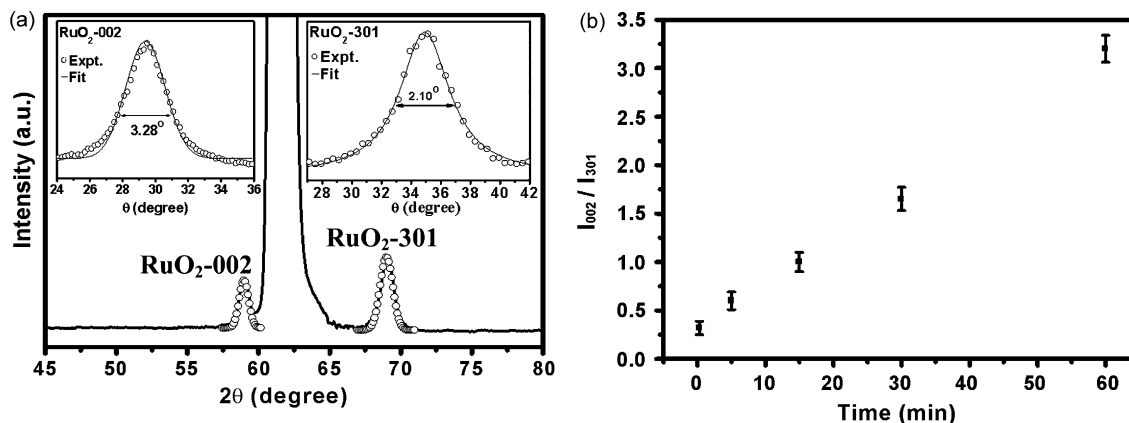 (a)
RuO₂-002
Expt.
Fit
3.28°
24 26 28 30 32 34 36
θ (degree)
RuO₂-301
Expt.
Fit
2.10°
28 30 32 34 36 38 40 42
θ (degree)
Intensity (a.u.)
RuO₂-002
RuO₂-301
45 50 55 60 65 70 75 80
2θ (degree)
(b)
I₀₀₂ / I₃₀₁
3.5
3.0
2.5
2.0
1.5
1.0
0.5
0.0
0 10 20 30 40 50 60
Time (min)